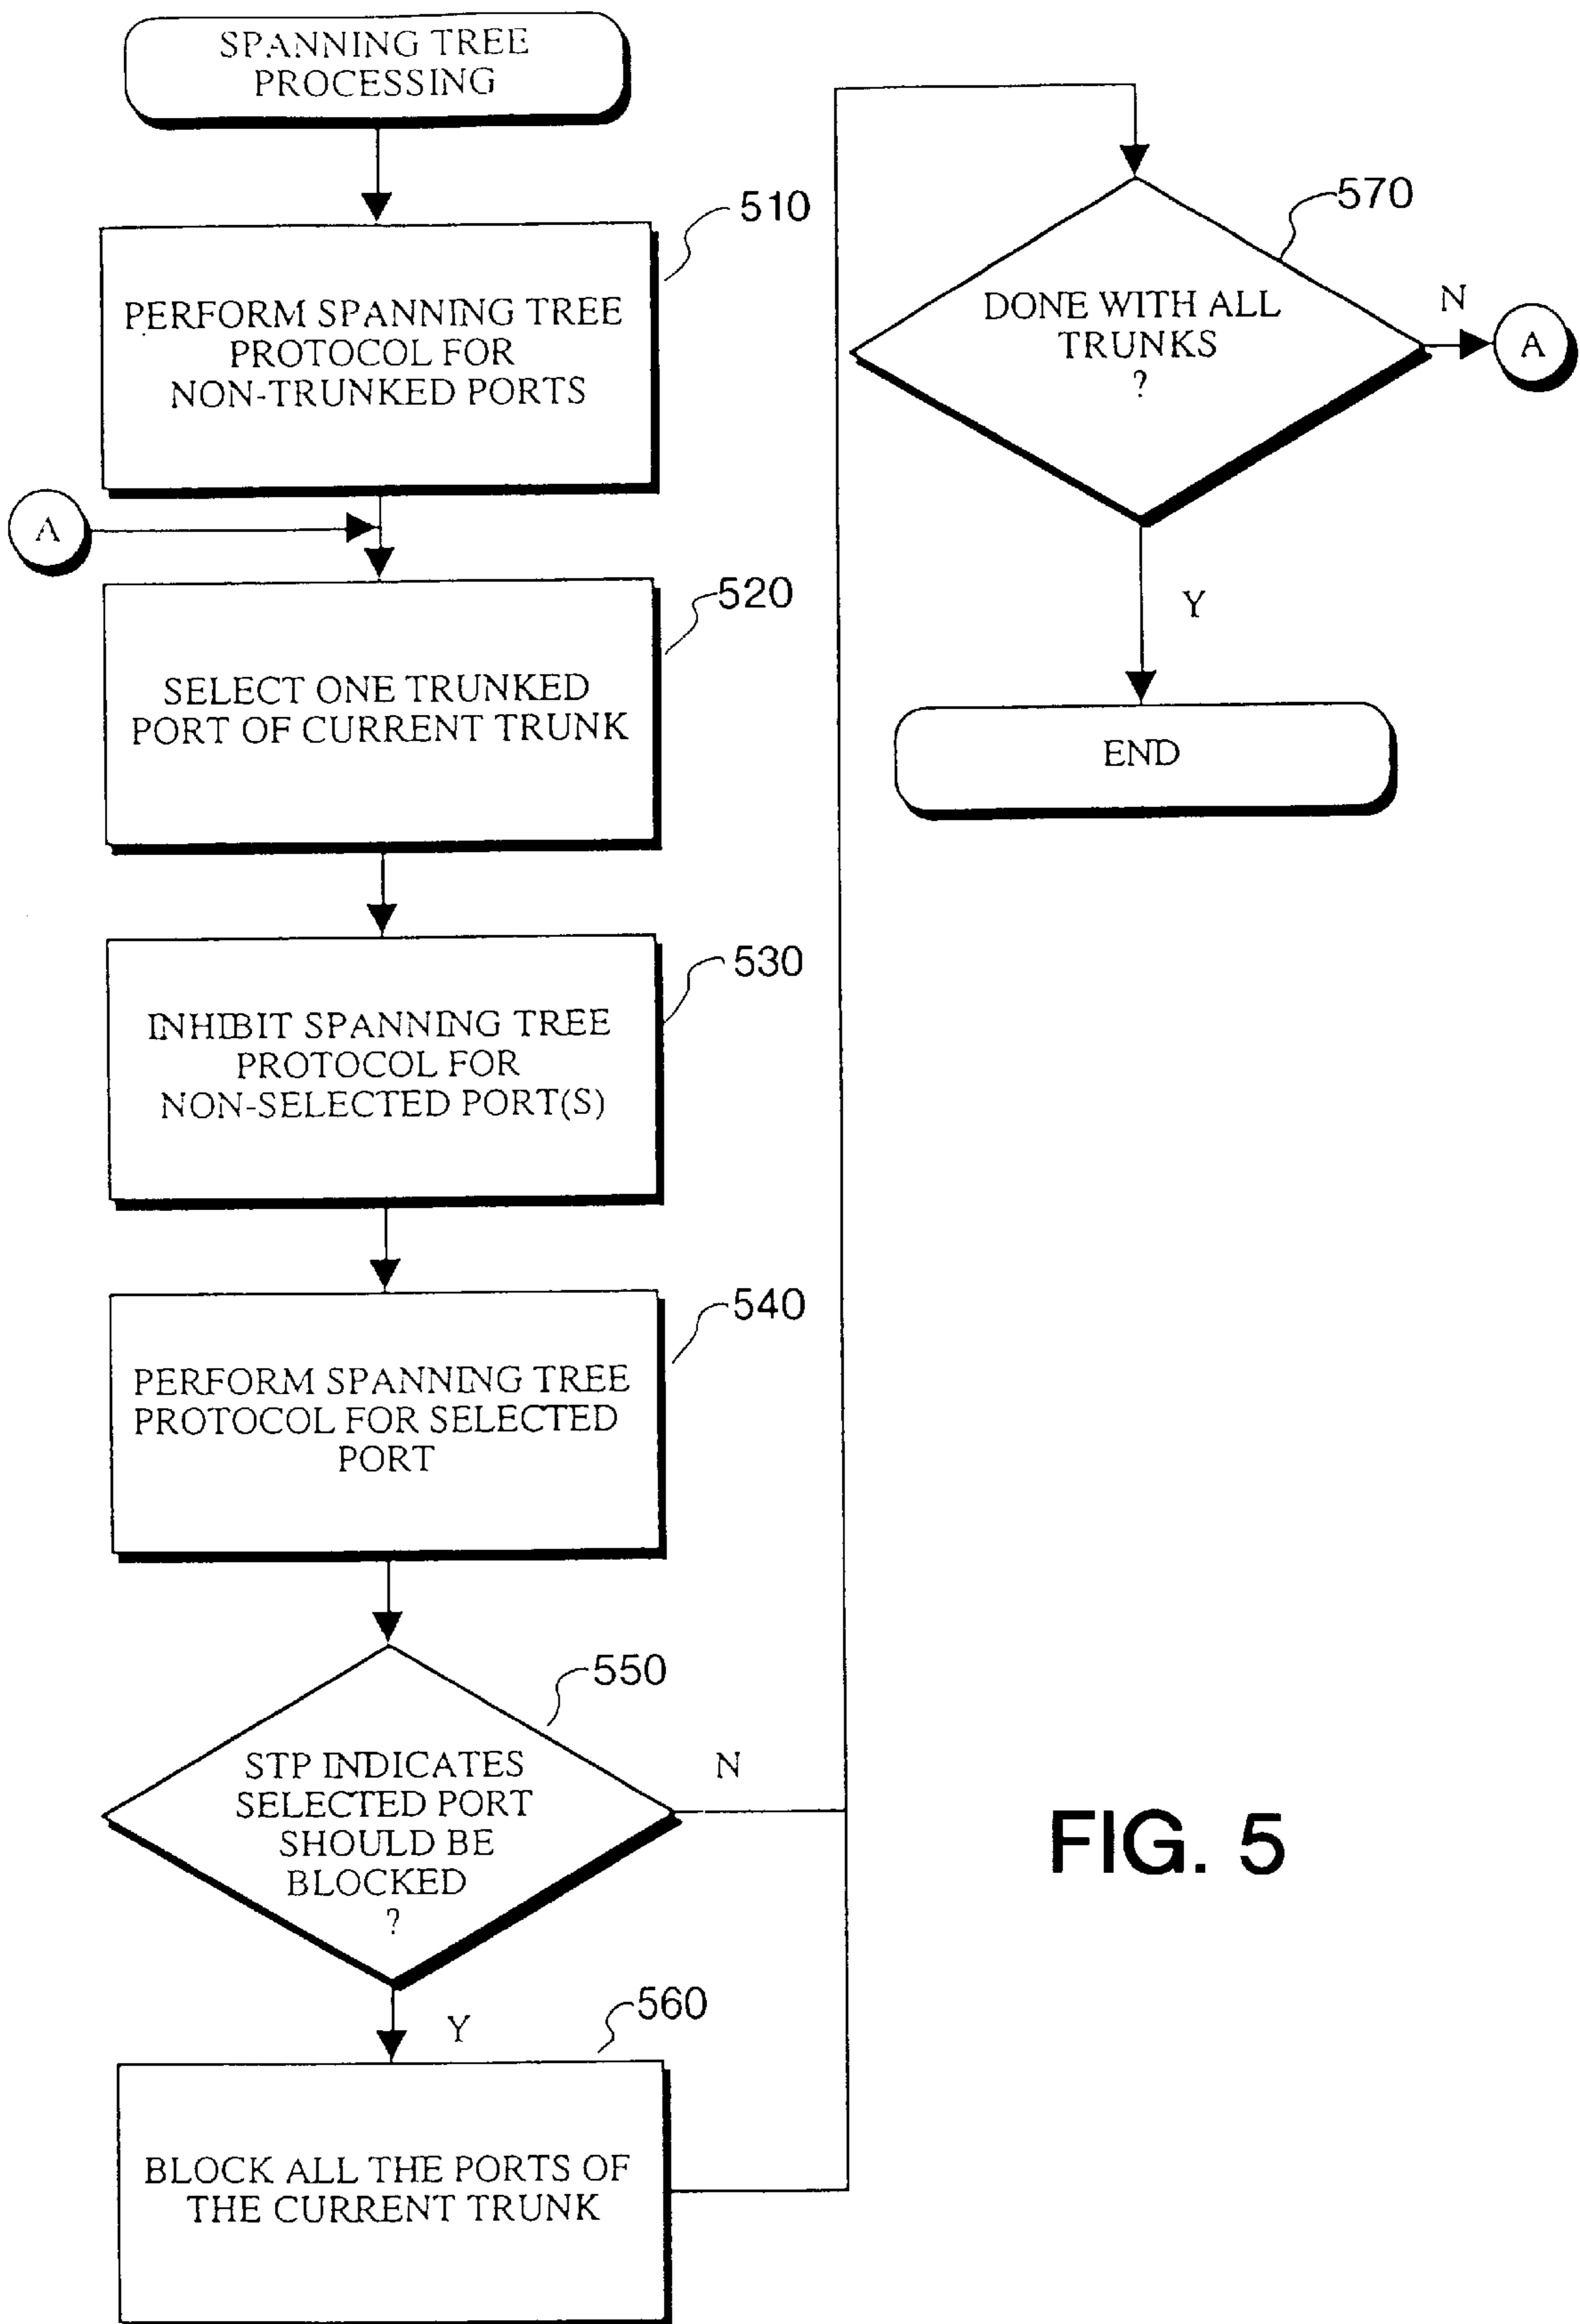 SPANNING TREE
PROCESSING
510
PERFORM SPANNING TREE
PROTOCOL FOR
NON-TRUNKED PORTS
A
520
SELECT ONE TRUNKED
PORT OF CURRENT TRUNK
530
INHIBIT SPANNING TREE
PROTOCOL FOR
NON-SELECTED PORT(S)
540
PERFORM SPANNING TREE
PROTOCOL FOR SELECTED
PORT
550
STP INDICATES
SELECTED PORT
SHOULD BE
BLOCKED
?
N
Y
560
BLOCK ALL THE PORTS OF
THE CURRENT TRUNK
570
DONE WITH ALL
TRUNKS
?
N
A
Y
END
FIG. 5